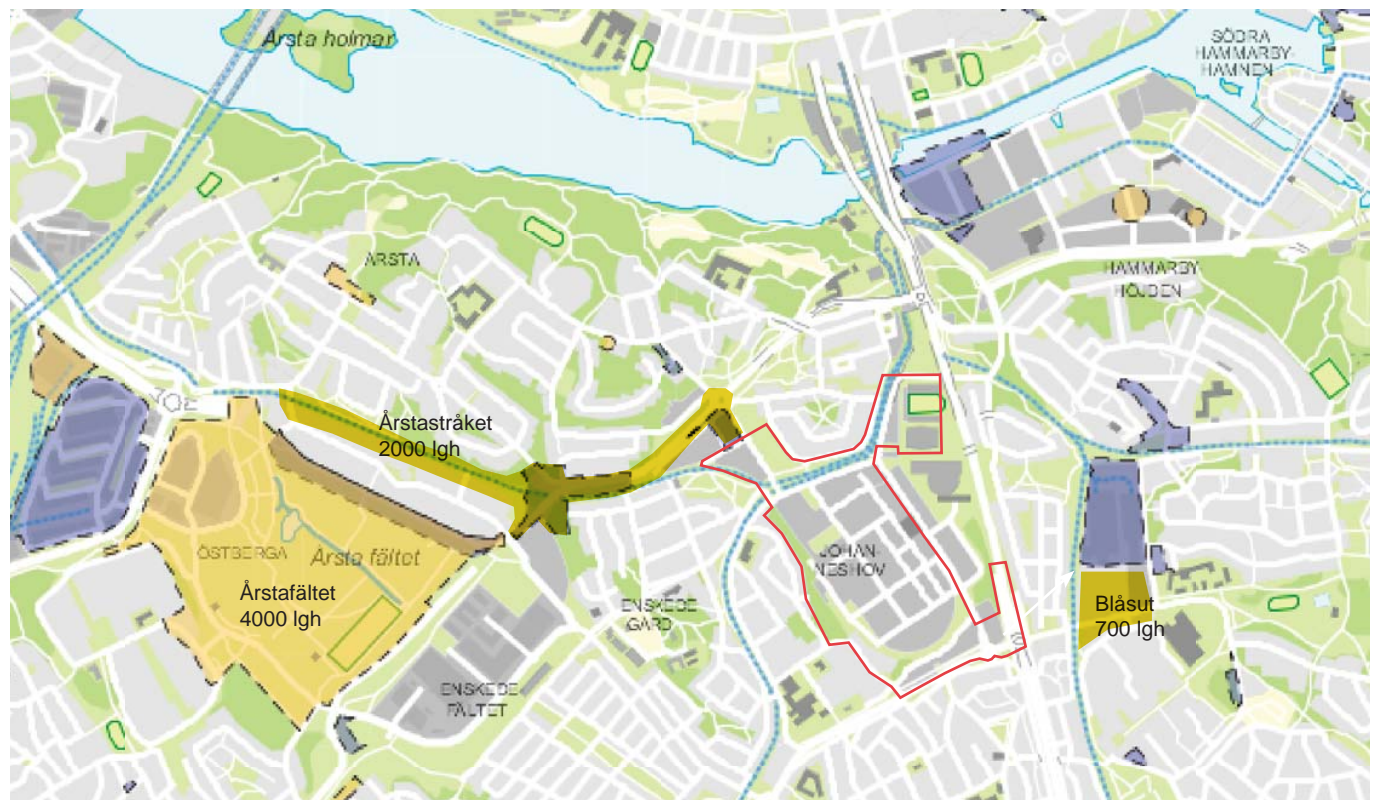 Årsta holmar
SÖDRA
HAMMARBY-
HAMNEN
ÅRSTA
HAMMARBY
HÖJDEN
Årstastråket
2000 lgh
ÖSTBERGA
Årsta fältet
Årstafältet
4000 lgh
JOHAN-
NESHOV
ENSKEDE
GÅRD
Blåsut
700 lgh
ENSKEDE
FÄLTET